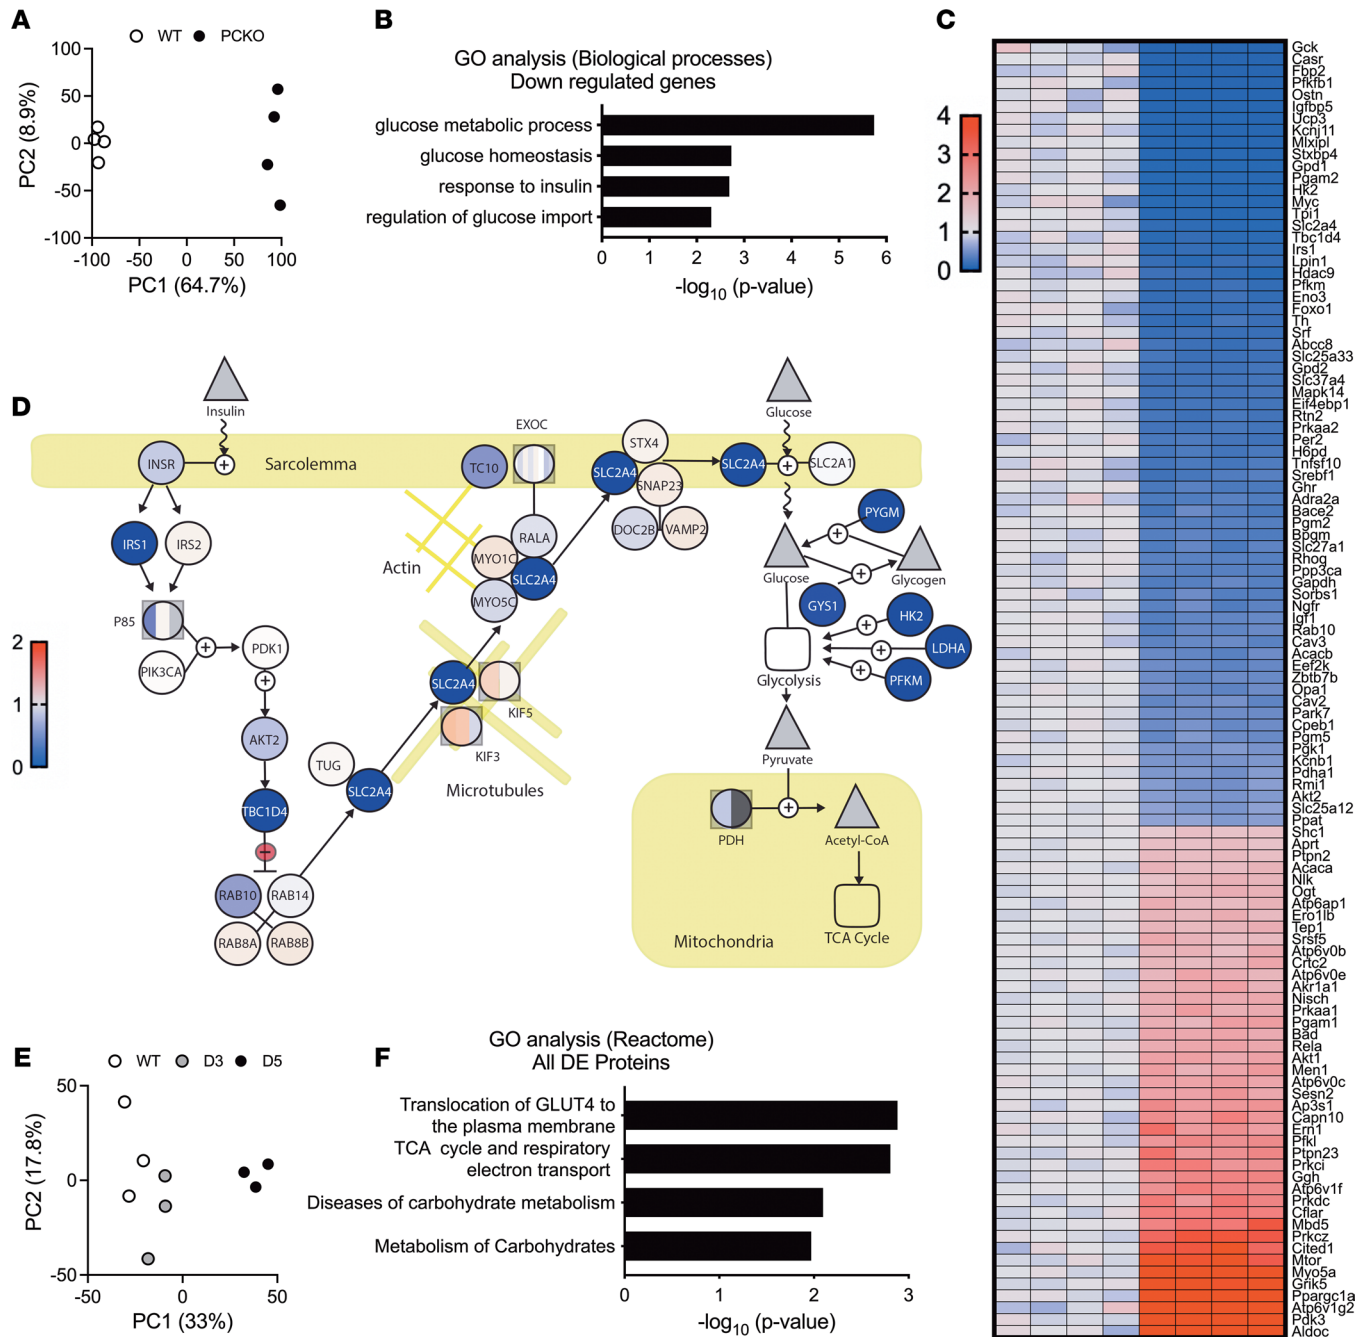 A
WT
PCKO
100
50
0
-50
-100
-100
-50
0
50
100
PC2 (8.9%)
PC1 (64.7%)
B
GO analysis (Biological processes)
Down regulated genes
glucose metabolic process
glucose homeostasis
response to insulin
regulation of glucose import
0
1
2
3
4
5
6
-log10 (p-value)
C
4
3
2
1
0
Gck
Casr
Fbp2
Pfkfb1
Ostn
Igfbp5
Ucp3
Kcnj11
Mlxipl
Stxbp4
Gpd1
Pgam2
Hk2
Myc
Tpi1
Slc2a4
Tbc1d4
Irs1
Lpin1
Hdac9
Pfkm
Eno3
Foxo1
Th
Srf
Abcc8
Slc25a33
Gpd2
Slc37a4
Mapk14
Eif4ebp1
Rtn2
Prkaa2
Per2
H6pd
Tnfsf10
Srebf1
Ghr
Adra2a
Bace2
Pgm2
Bpgm
Slc27a1
Rhog
Ppp3ca
Gapdh
Sorbs1
Ngfr
Igf1
Rab10
Cav3
Acacb
Eef2k
Zbtb7b
Opa1
Cav2
Park7
Cpeb1
Pgm5
Pgk1
Kcnb1
Pdha1
Rmi1
Akt2
Slc25a12
Ppat
Shc1
Aprt
Ptpn2
Acaca
Nlk
Ogt
Atp6ap1
Ero1lb
Tep1
Srsf5
Atp6v0b
Crtc2
Atp6v0e
Akr1a1
Nisch
Prkaa1
Pgam1
Bad
Rela
Akt1
Men1
Atp6v0c
Sesn2
Ap3s1
Capn10
Ern1
Pfkl
Ptpn23
Prkci
Ggh
Atp6v1f
Prkdc
Cflar
Mbd5
Prkcz
Cited1
Mtor
Myo5a
Grik5
Ppargc1a
Atp6v1g2
Pdk3
Aldoc
D
Insulin
INSR
+
Sarcolemma
IRS1
IRS2
P85
PIK3CA
+
PDK1
+
AKT2
TBC1D4
−
RAB10
RAB14
RAB8A
RAB8B
2
1
0
TUG
SLC2A4
SLC2A4
KIF5
KIF3
Microtubules
Actin
TC10
EXOC
RALA
MYO1C
SLC2A4
MYO5C
STX4
SLC2A4
SNAP23
DOC2B
VAMP2
Glucose
SLC2A4
+
SLC2A1
PYGM
+
Glucose
+
Glycogen
GYS1
HK2
+
LDHA
+
PFKM
+
Glycolysis
Pyruvate
PDH
+
Acetyl-CoA
Mitochondria
TCA Cycle
E
WT
D3
D5
50
0
-50
-50
0
50
PC2 (17.8%)
PC1 (33%)
F
GO analysis (Reactome)
All DE Proteins
Translocation of GLUT4 to
the plasma membrane
TCA cycle and respiratory
electron transport
Diseases of carbohydrate metabolism
Metabolism of Carbohydrates
0
1
2
3
-log10 (p-value)